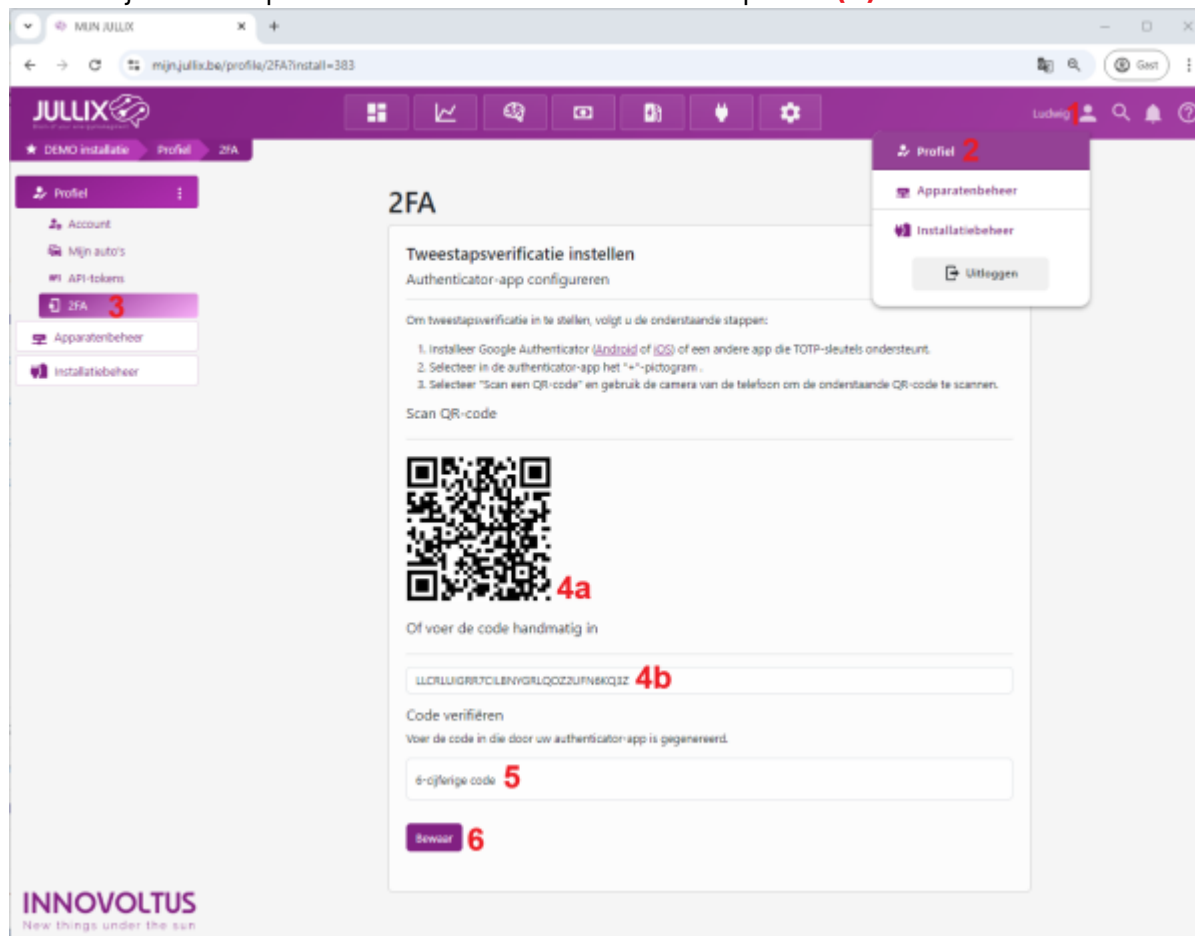 MIJN JULLIX
mijn.jullix.be/profile/2FA?install=383
Gast
JULLIX
Ludwig 1
DEMO installatie Profiel 2FA
Profiel 2
Apparatenbeheer
Installatiebeheer
Uitloggen
Profiel
Account
Mijn auto's
API API-tokens
2FA 3
Apparatenbeheer
Installatiebeheer
2FA
Tweestapsverificatie instellen
Authenticator-app configureren
Om tweestapsverificatie in te stellen, volgt u de onderstaande stappen:
1. Installeer Google Authenticator (Android of iOS) of een andere app die TOTP-sleutels ondersteunt.
2. Selecteer in de authenticator-app het "+"-pictogram .
3. Selecteer "Scan een QR-code" en gebruik de camera van de telefoon om de onderstaande QR-code te scannen.
Scan QR-code
4a
Of voer de code handmatig in
4b
Code verifiëren
Voer de code in die door uw authenticator-app is gegenereerd.
6-cijferige code 5
Bewaar 6
INNOVOLTUS
New things under the sun